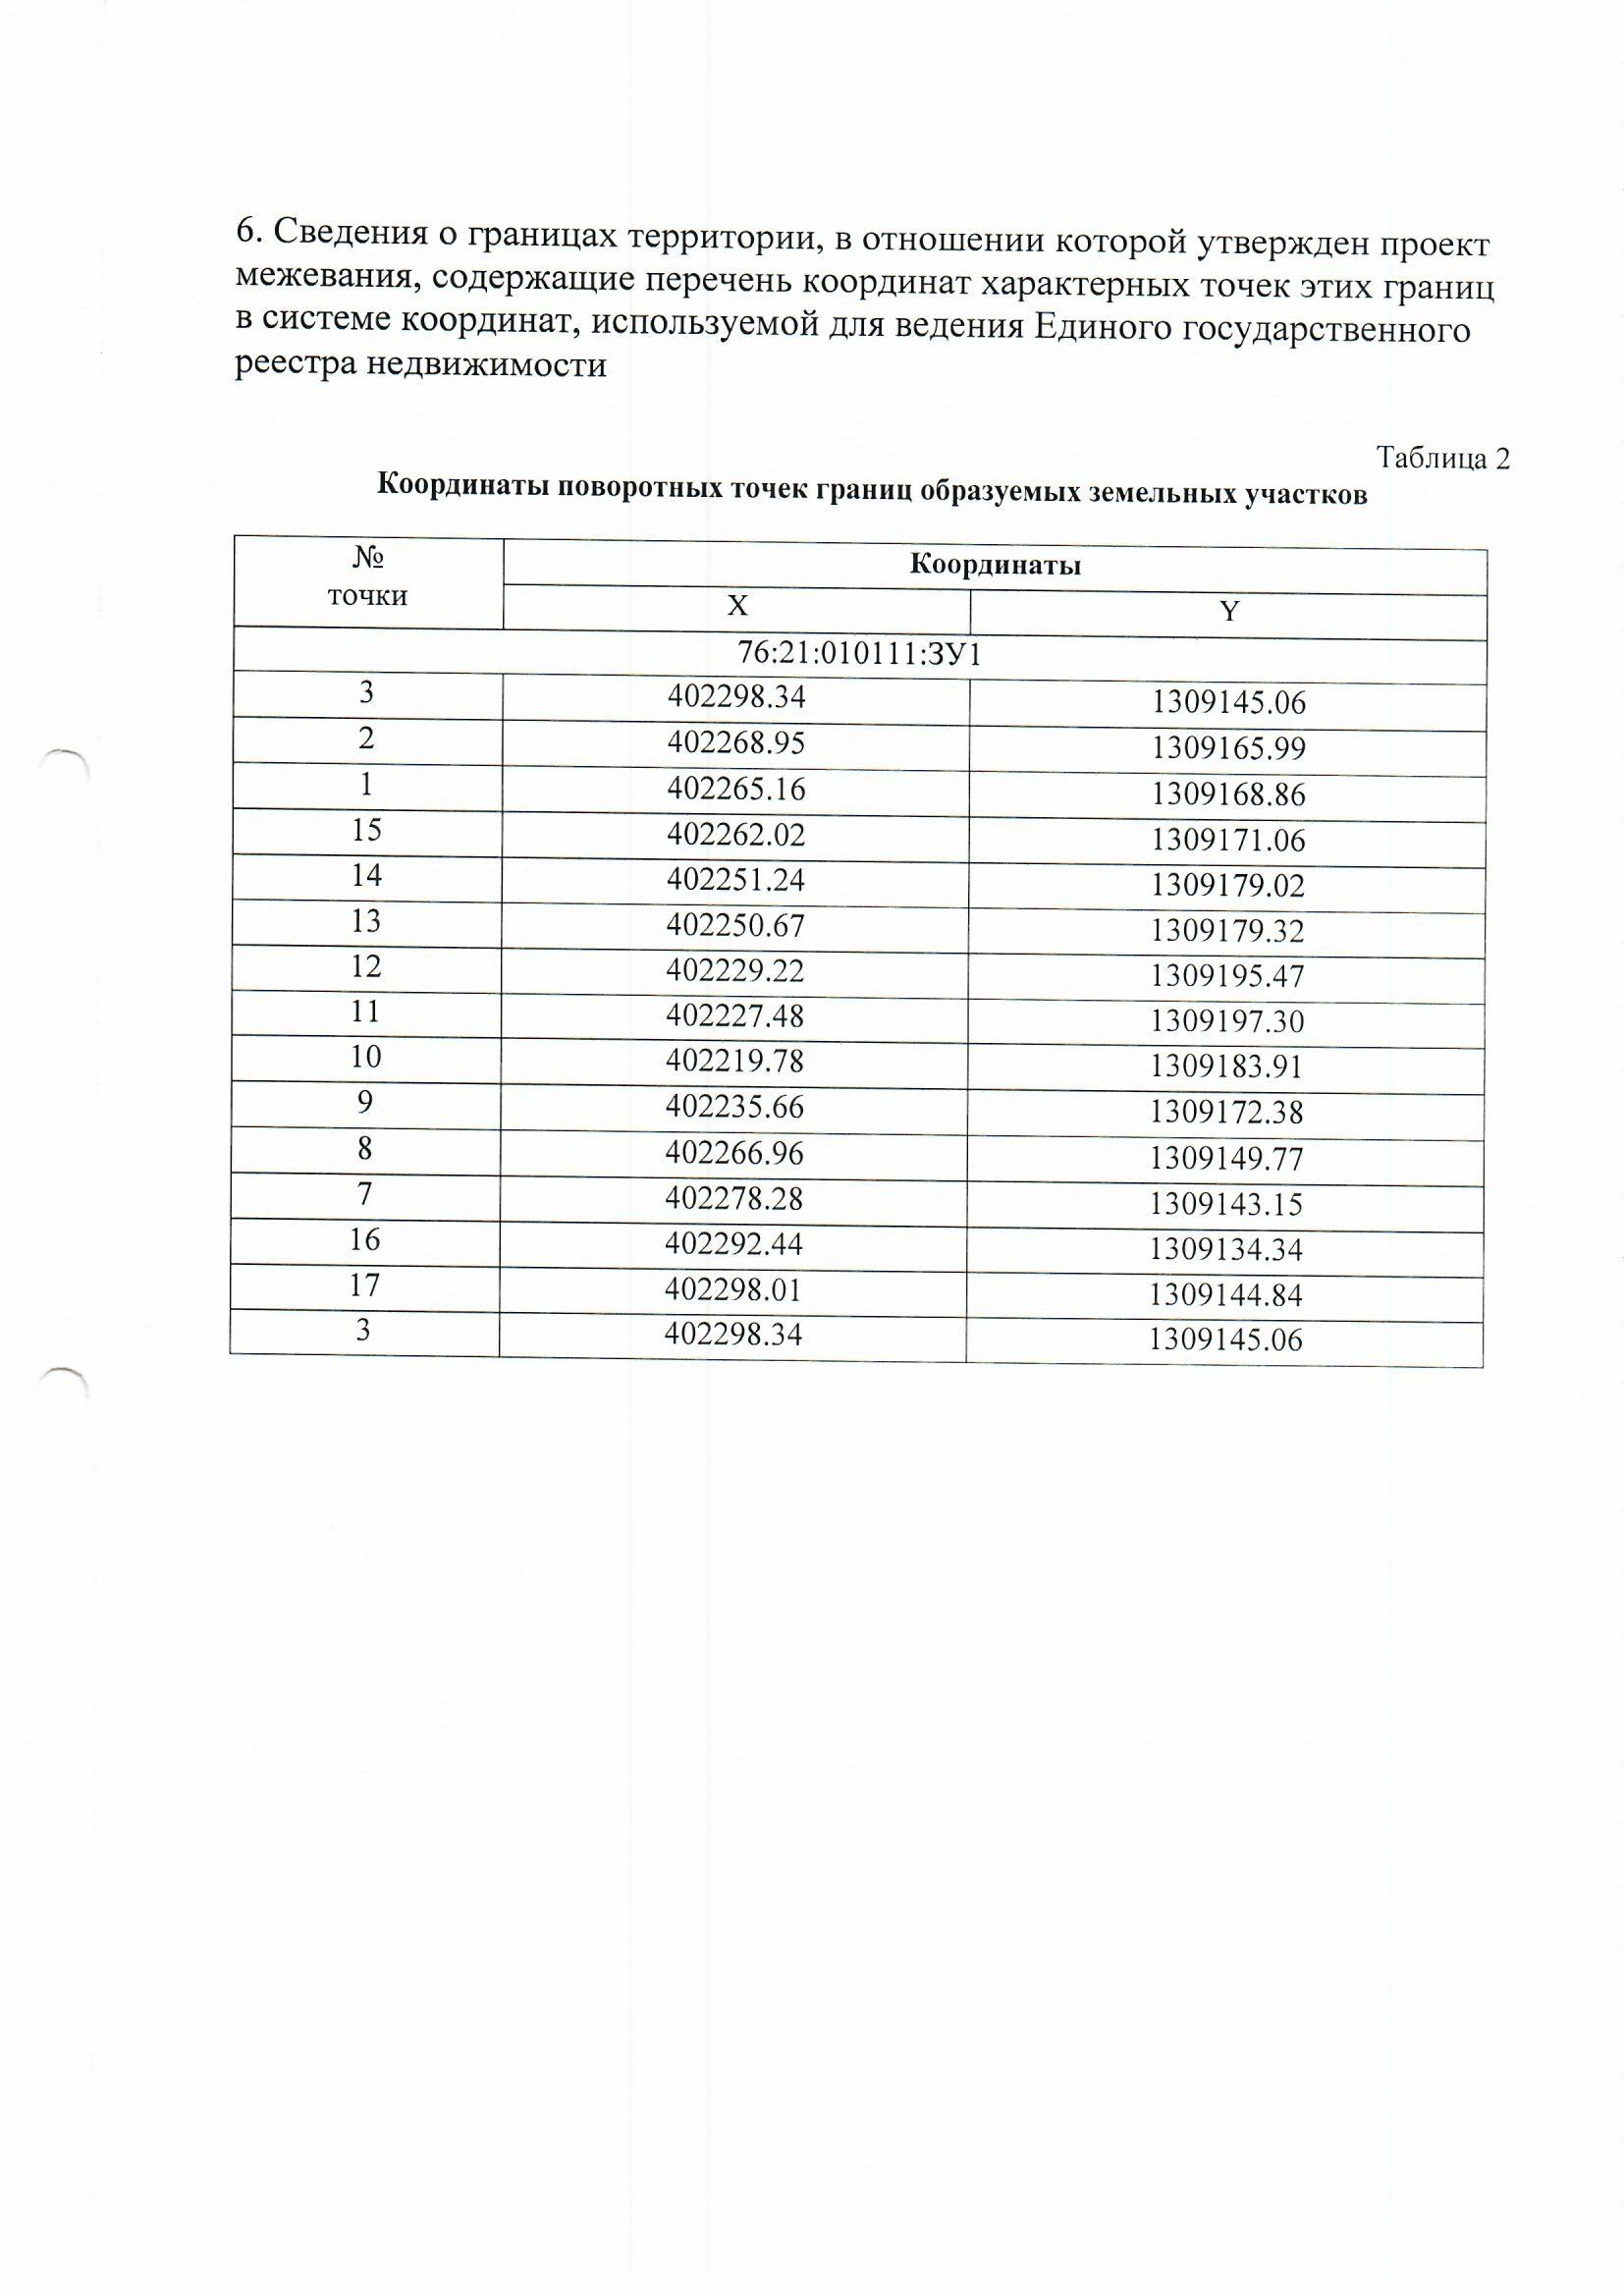 6. Сведения о границах территории, в отношении которой утвержден проект
межевания, содержащие перечень координат характерных точек этих границ
в системе координат, используемой для ведения Единого государственного
реестра недвижимости
Таблица 2
Координаты поворотных точек границ образуемых земельных участков
№ точки Координаты
X Y
76:21:010111:ЗУ1
3 402298.34 1309145.06
2 402268.95 1309165.99
1 402265.16 1309168.86
15 402262.02 1309171.06
14 402251.24 1309179.02
13 402250.67 1309179.32
12 402229.22 1309195.47
11 402227.48 1309197.30
10 402219.78 1309183.91
9 402235.66 1309172.38
8 402266.96 1309149.77
7 402278.28 1309143.15
16 402292.44 1309134.34
17 402298.01 1309144.84
3 402298.34 1309145.06